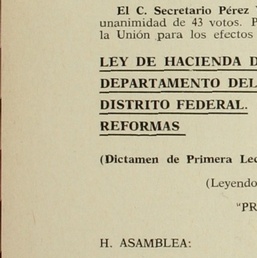 El C. Secretario Pérez
unanimidad de 43 votos. P
la Unión para los efectos
LEY DE HACIENDA D
DEPARTAMENTO DEL
DISTRITO FEDERAL.
REFORMAS
(Dictamen de Primera Lec
(Leyendo
"PR
H. ASAMBLEA: